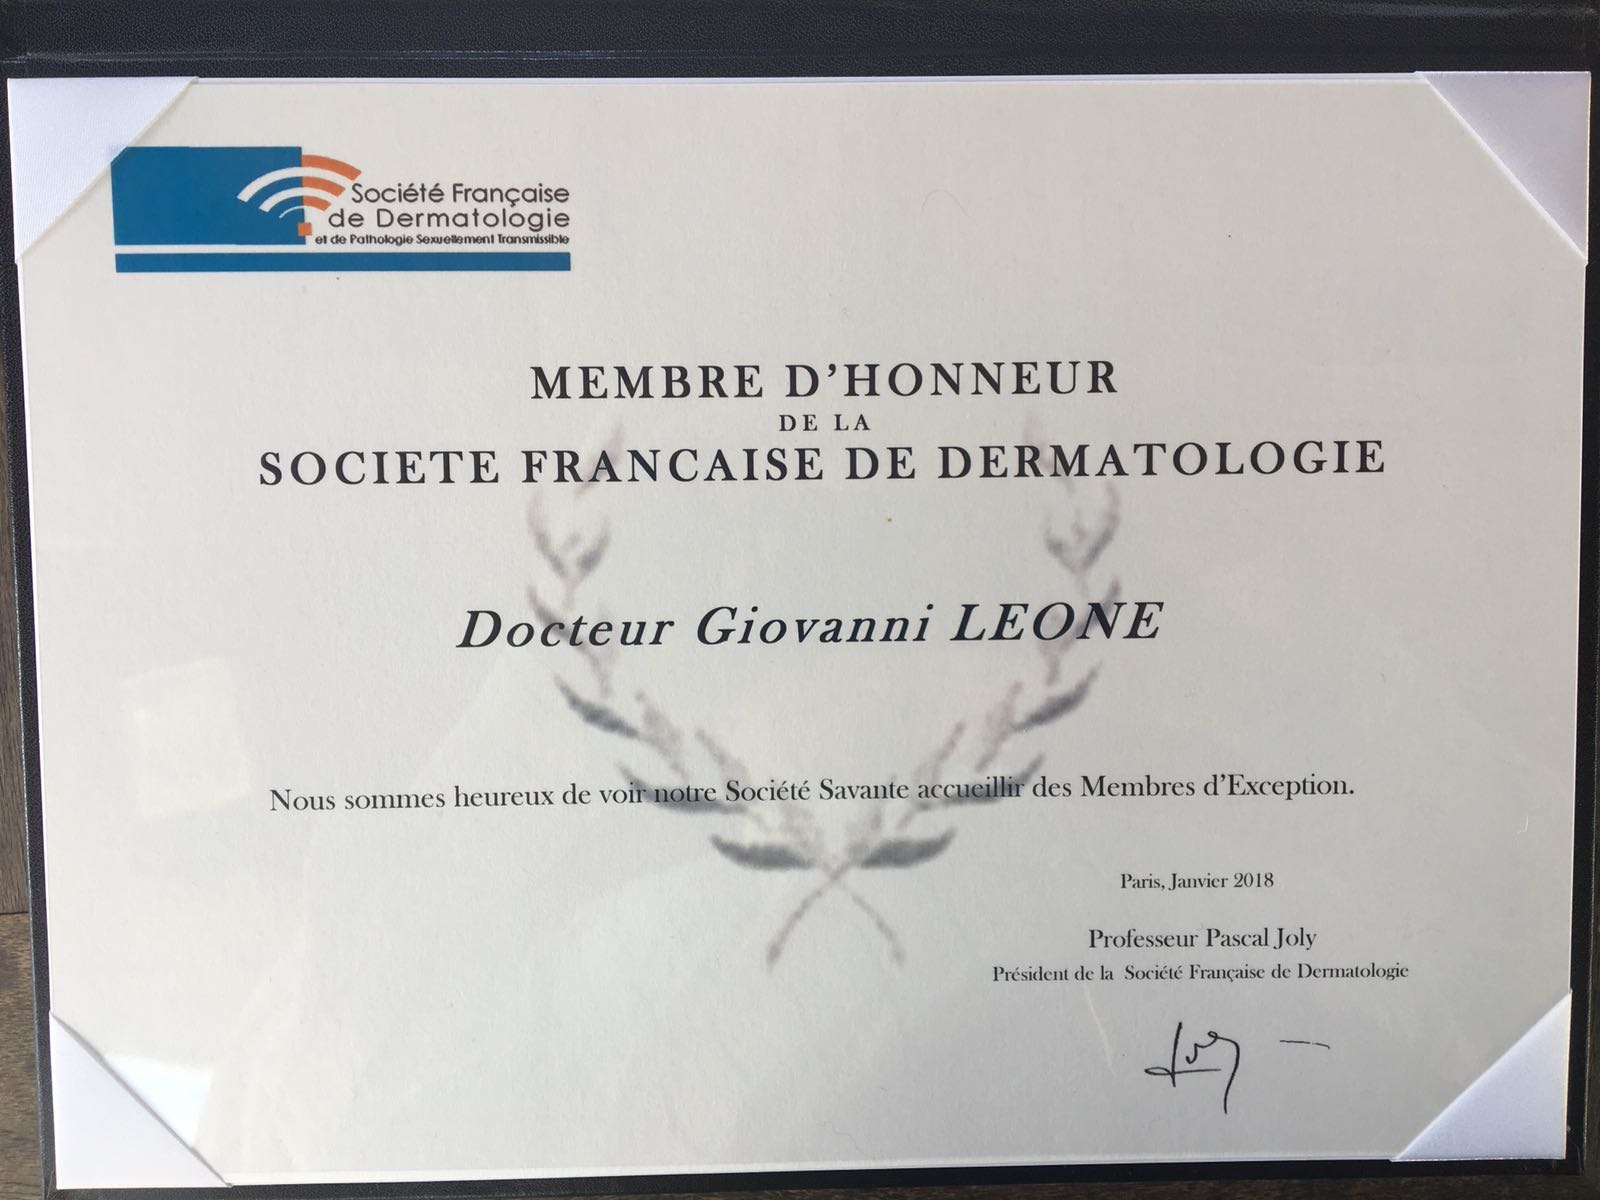 Société Française
de Dermatologie
et de Pathologie Sexuellement Transmissible
MEMBRE D'HONNEUR
DE LA
SOCIETE FRANCAISE DE DERMATOLOGIE
Docteur Giovanni LEONE
Nous sommes heureux de voir notre Société Savante accueillir des Membres d'Exception.
Paris, Janvier 2018
Professeur Pascal Joly
Président de la Société Française de Dermatologie